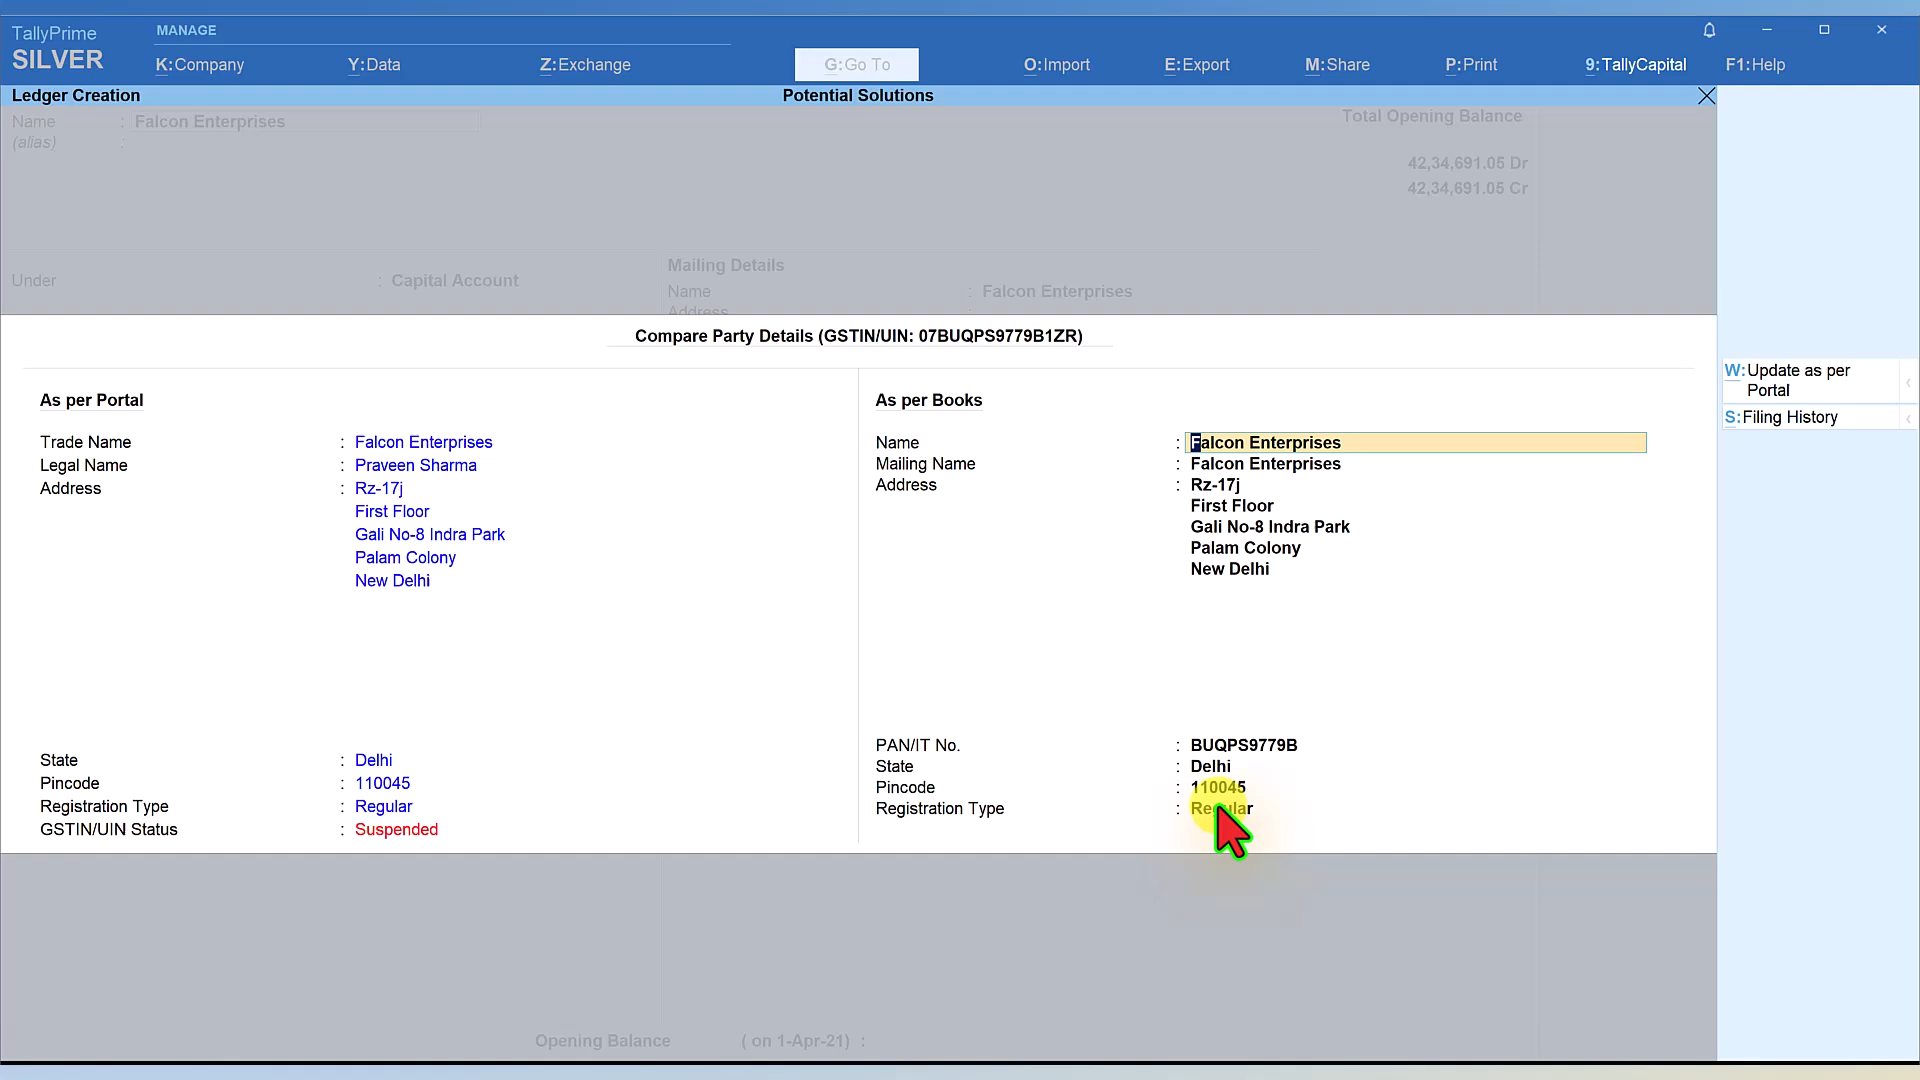 TallyPrime
SILVER
MANAGE
K:Company
Y:Data
Z:Exchange
G:Go To
O:Import
E:Export
M:Share
P:Print
9:TallyCapital
F1:Help
Ledger Creation
Potential Solutions
Name : Falcon Enterprises
(alias) :
Total Opening Balance
42,34,691.05 Dr
42,34,691.05 Cr
Under : Capital Account
Mailing Details
Name : Falcon Enterprises
Address :
Compare Party Details (GSTIN/UIN: 07BUQPS9779B1ZR)
As per Portal
Trade Name : Falcon Enterprises
Legal Name : Praveen Sharma
Address : Rz-17j
First Floor
Gali No-8 Indra Park
Palam Colony
New Delhi
State : Delhi
Pincode : 110045
Registration Type : Regular
GSTIN/UIN Status : Suspended
As per Books
Name : Falcon Enterprises
Mailing Name : Falcon Enterprises
Address : Rz-17j
First Floor
Gali No-8 Indra Park
Palam Colony
New Delhi
PAN/IT No. : BUQPS9779B
State : Delhi
Pincode : 110045
Registration Type : Regular
W:Update as per
Portal
S:Filing History
Opening Balance ( on 1-Apr-21) :